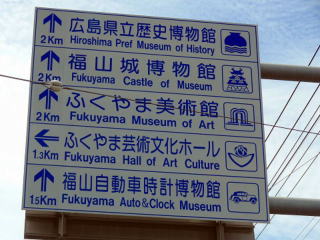 広島県立歴史博物館
2Km Hiroshima Pref Museum of History
福山城博物館
2Km Fukuyama Castle of Museum
ふくやま美術館
2Km Fukuyama Museum of Art
ふくやま芸術文化ホール
1.3Km Fukuyama Hall of Art Culture
福山自動車時計博物館
15Km Fukuyama Auto&Clock Museum